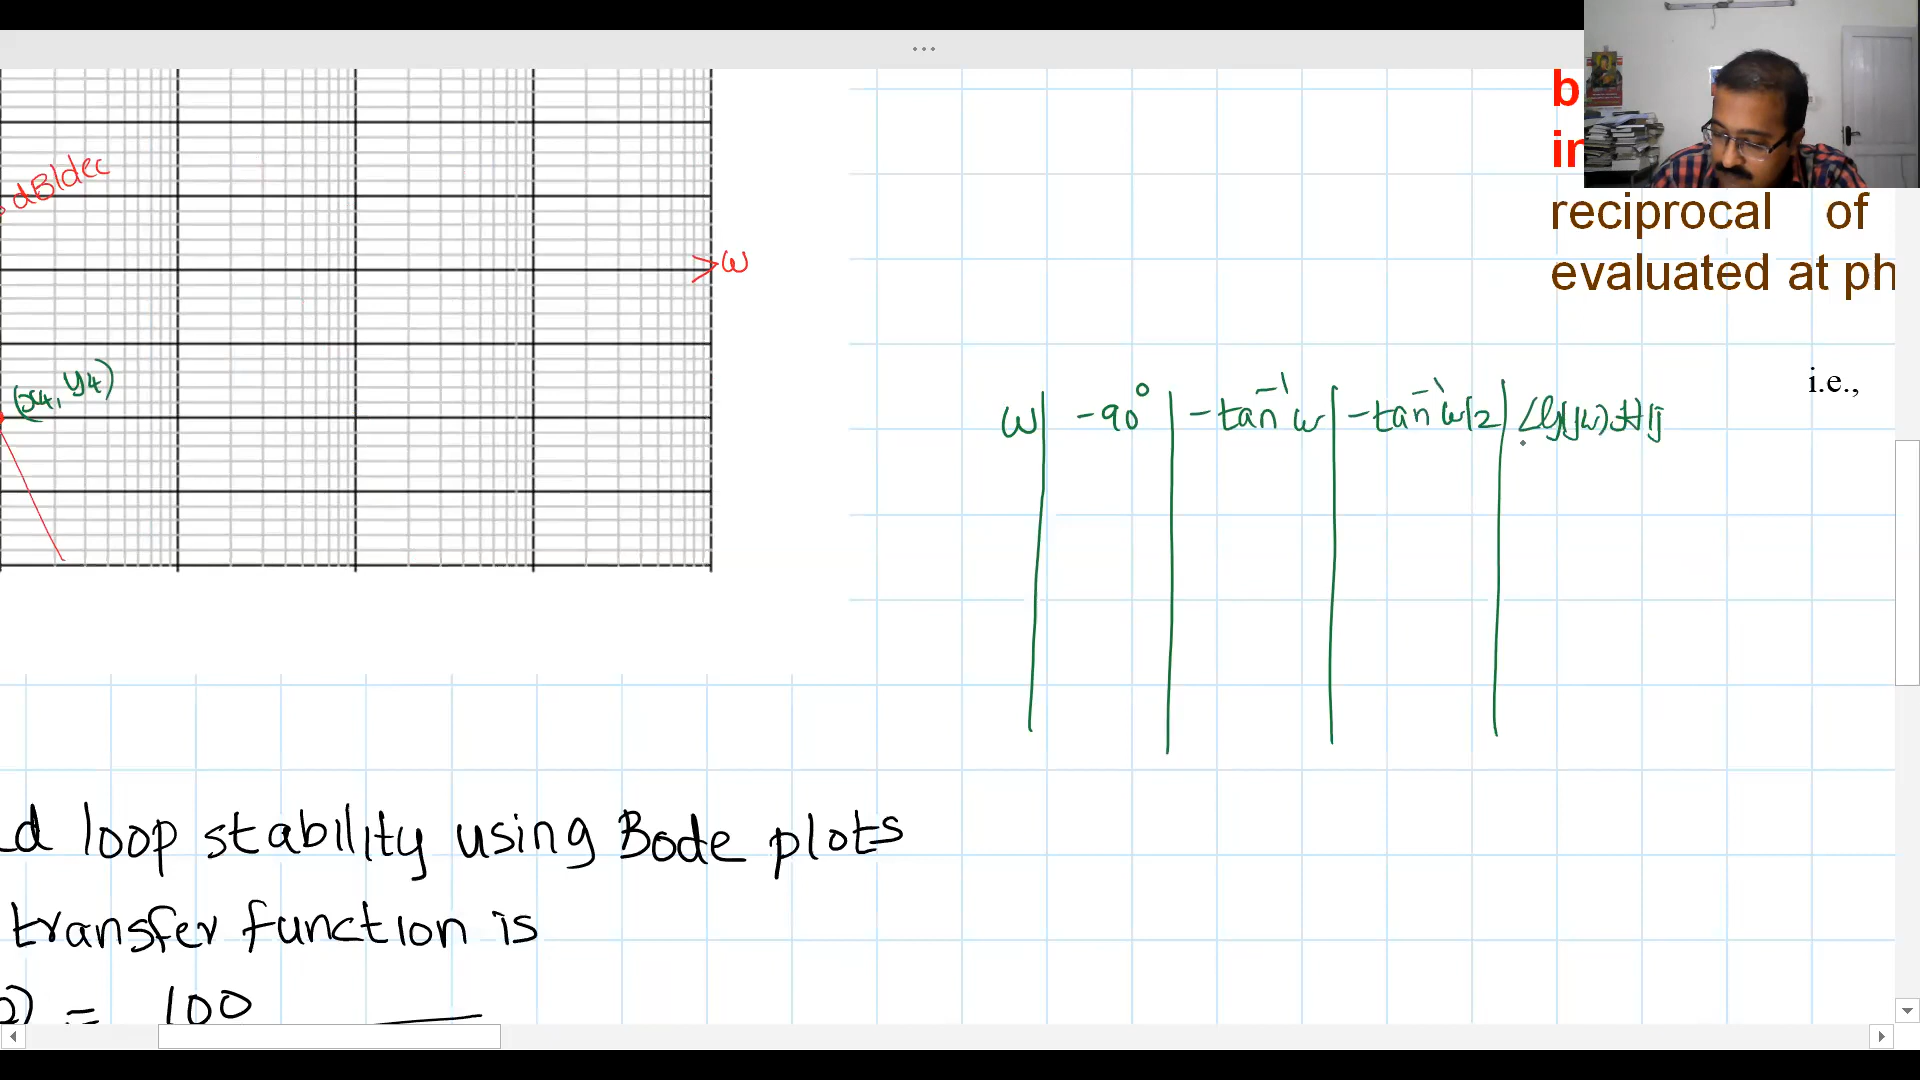 b
in
reciprocal of
evaluated at ph
i.e.,
dB/dec
ω
(x4, y4)
ω | -90° | -tan⁻¹ω | -tan⁻¹ω/2 | ∠G(jω)H(j
d loop stability using Bode plots
transfer function is
) = 100